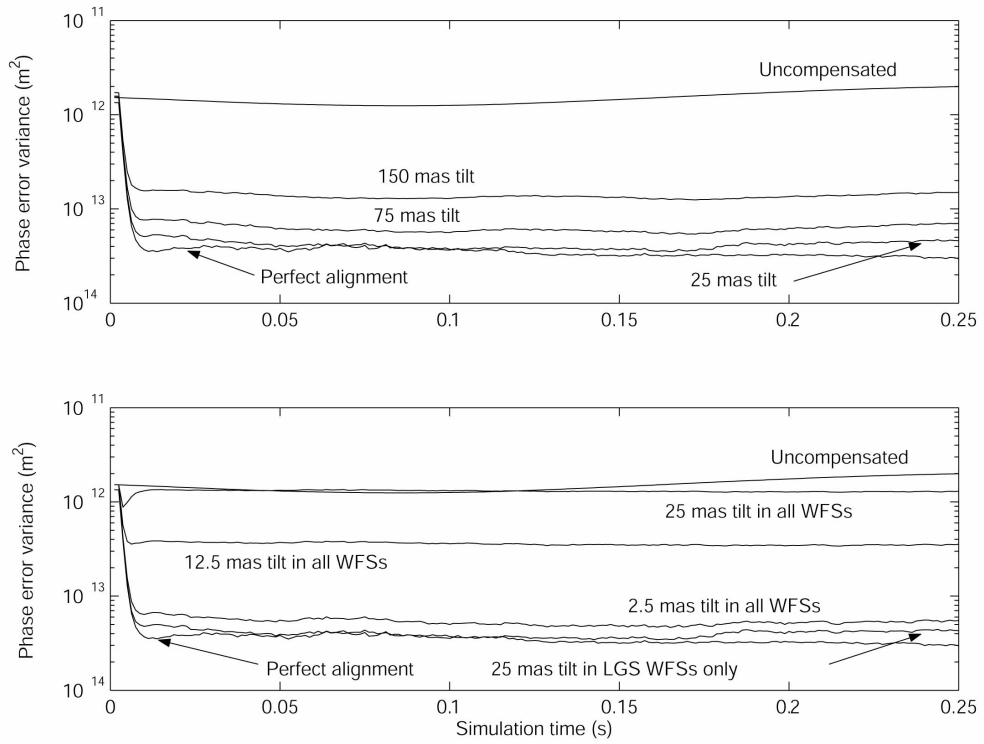 10 11
Uncompensated
10 12
150 mas tilt
10 13
75 mas tilt
Perfect alignment
25 mas tilt
10 14
0 0.05 0.1 0.15 0.2 0.25
Phase error variance (m²)
10 11
Uncompensated
10 12
25 mas tilt in all WFSs
12.5 mas tilt in all WFSs
10 13
2.5 mas tilt in all WFSs
Perfect alignment
25 mas tilt in LGS WFSs only
10 14
0 0.05 0.1 0.15 0.2 0.25
Phase error variance (m²)
Simulation time (s)